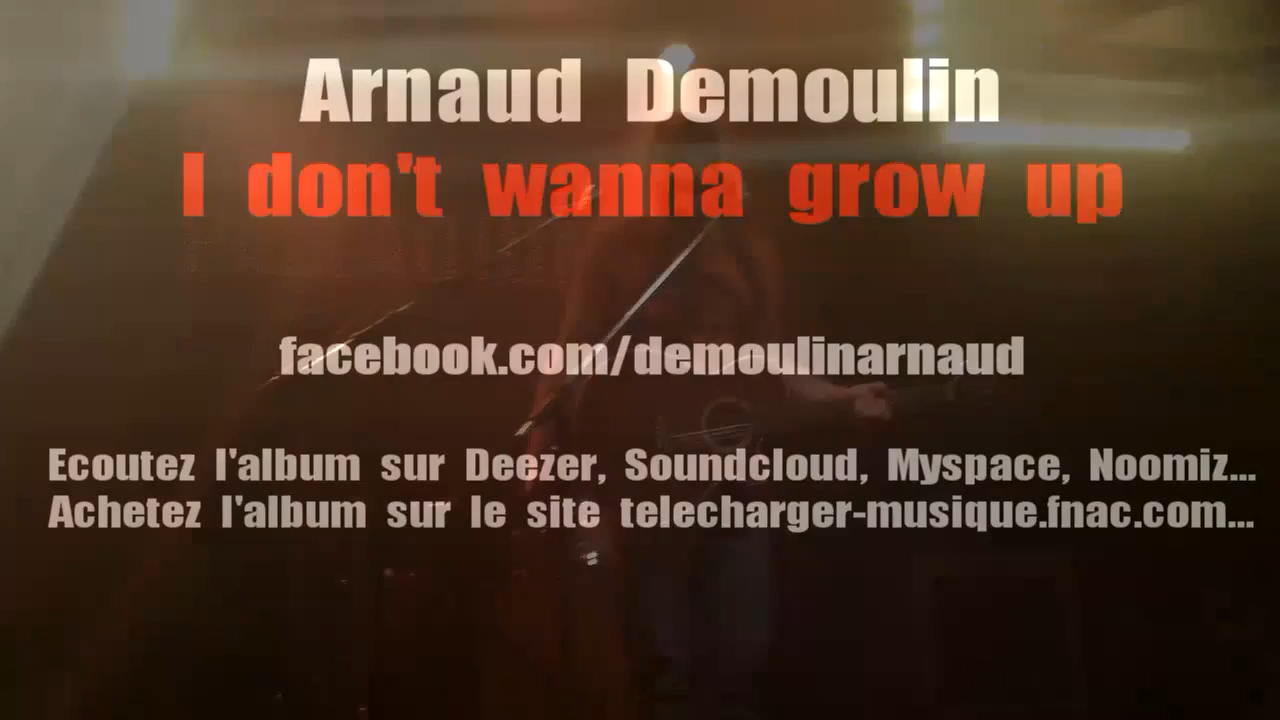 Arnaud Demoulin
I don't wanna grow up
facebook.com/demoulinarnaud
Ecoutez l'album sur Deezer, Soundcloud, Myspace, Noomiz...
Achetez l'album sur le site telecharger-musique.fnac.com...